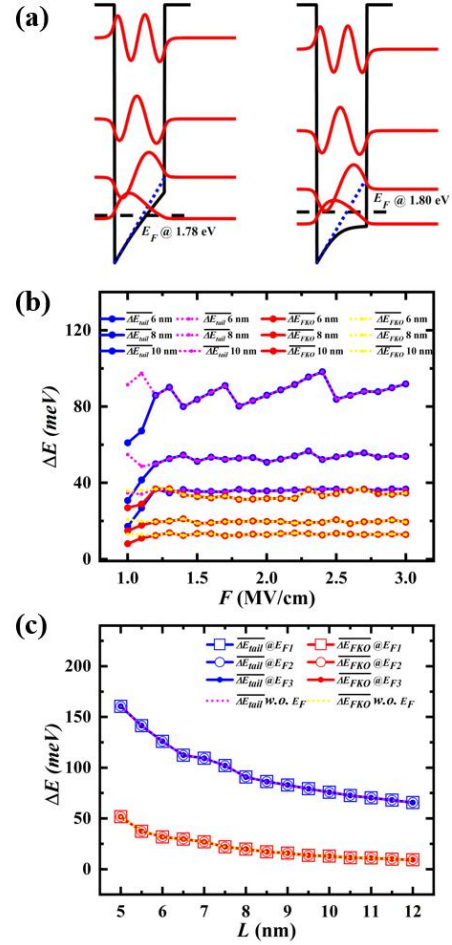 (a)
E_F @ 1.78 eV
E_F @ 1.80 eV
(b)
ΔE_tail 6 nm ΔE_tail 6 nm ΔE_FKO 6 nm ΔE_FKO 6 nm
ΔE_tail 8 nm ΔE_tail 8 nm ΔE_FKO 8 nm ΔE_FKO 8 nm
ΔE_tail 10 nm ΔE_tail 10 nm ΔE_FKO 10 nm ΔE_FKO 10 nm
120
80
40
0
ΔE (meV)
1.0 1.5 2.0 2.5 3.0
F (MV/cm)
(c)
ΔE_tail @E_F1 ΔE_FKO @E_F1
ΔE_tail @E_F2 ΔE_FKO @E_F2
ΔE_tail @E_F3 ΔE_FKO @E_F3
ΔE_tail w.o. E_F ΔE_FKO w.o. E_F
200
150
100
50
0
ΔE (meV)
5 6 7 8 9 10 11 12
L (nm)